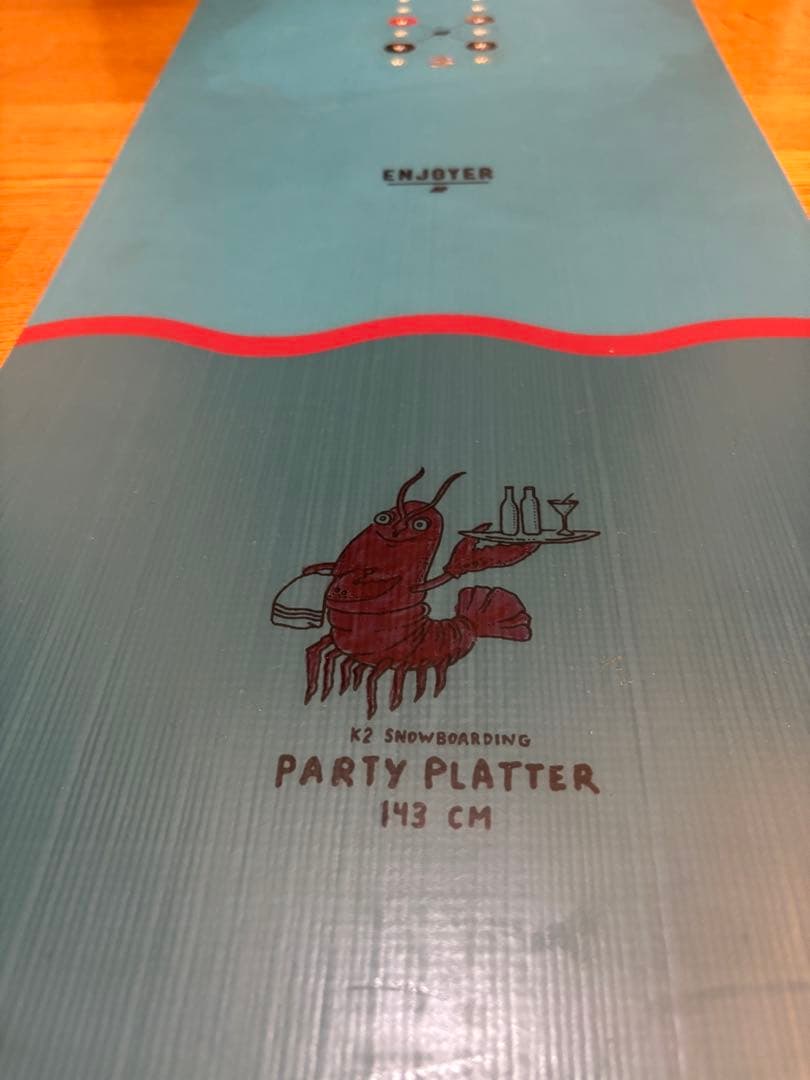 ENJOYER
K2 SNOWBOARDING
PARTY PLATTER
143 CM